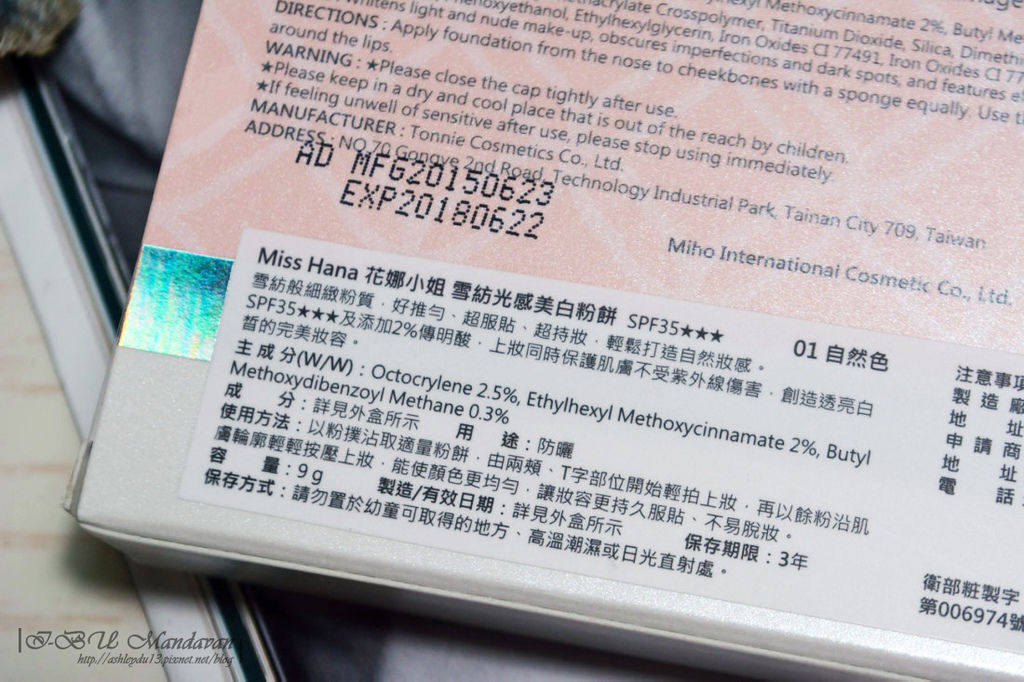 Methoxycinnamate 2%, Butyl
Crosspolymer, Titanium Dioxide, Silica,
Ethylhexylglycerin, Iron Oxides CI 77491, Iron Oxides CI
light and nude make-up, obscures imperfections and dark spots, and features
DIRECTIONS : Apply foundation from the nose to cheekbones with a sponge equally. Use
around the lips.
WARNING : ★Please close the cap tightly after use.
★Please keep in a dry and cool place that is out of the reach by children.
★If feeling unwell of sensitive after use, please stop using immediately.
MANUFACTURER : Tonnie Cosmetics Co., Ltd.
ADDRESS : NO.70 Gongye 2nd Road, Technology Industrial Park, Tainan City 709, Taiwan
AD MFG20150623
EXP20180622
Miho International Cosmetic Co., Ltd.
Miss Hana 花娜小姐 雪紡光感美白粉餅 SPF35★★★
01 自然色
雪紡般細緻粉質，好推勻、超服貼、超持妝，輕鬆打造自然妝感。
SPF35★★★及添加2%傳明酸，上妝同時保護肌膚不受紫外線傷害，創造透亮白
皙的完美妝容。
主成分(W/W)：Octocrylene 2.5%, Ethylhexyl Methoxycinnamate 2%, Butyl
Methoxydibenzoyl Methane 0.3%
成 分：詳見外盒所示 用 途：防曬
使用方法：以粉撲沾取適量粉餅，由兩頰、T字部位開始輕拍上妝，再以餘粉沿肌
膚輪廓輕輕按壓上妝，能使顏色更均勻，讓妝容更持久服貼、不易脫妝。
容 量：9 g 製造/有效日期：詳見外盒所示 保存期限：3年
保存方式：請勿置於幼童可取得的地方、高溫潮濕或日光直射處。
注意事項
製造廠
地 址
申請商
地 址
電 話
衛部粧製字
第006974號
I-BU Mandavan
http://ashleydu13.pixnet.net/blog